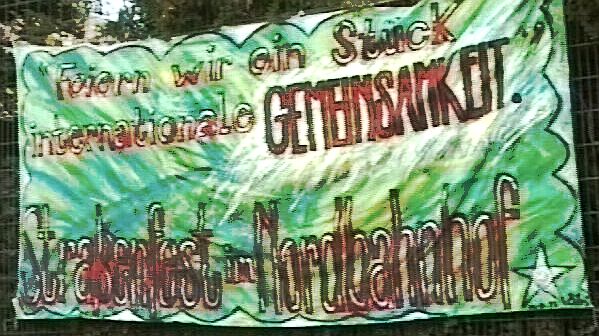 "Feiern wir ein Stück
internationale GEMEINSAMKEIT."
Straßenfest im Nordbahnhof